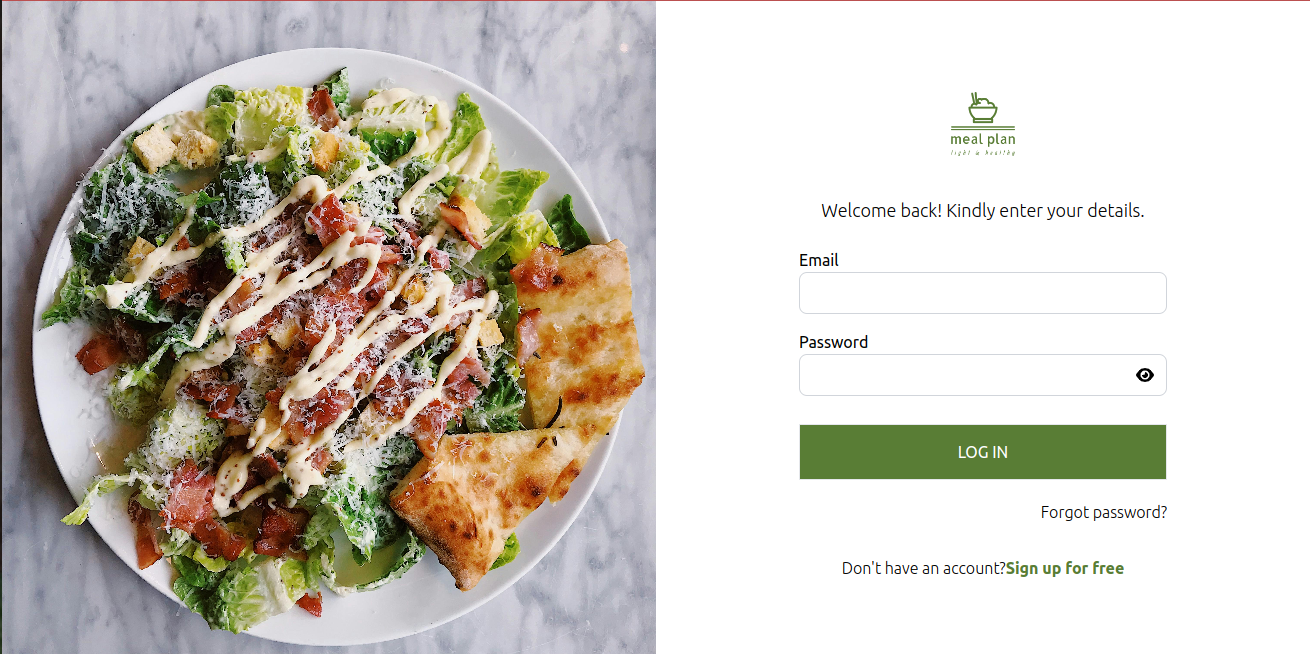 meal plan
light & healthy
Welcome back! Kindly enter your details.
Email
Password
LOG IN
Forgot password?
Don't have an account?Sign up for free